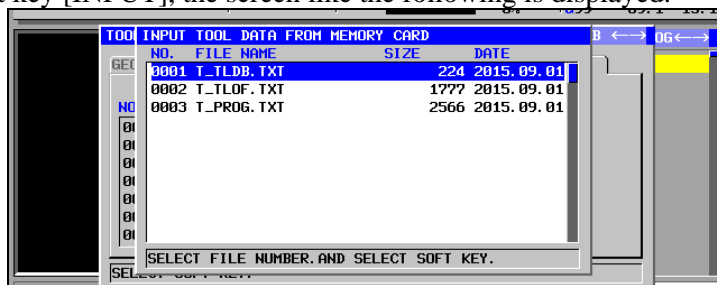 key [INPUT], the screen like the following is displayed.
TOOL INPUT TOOL DATA FROM MEMORY CARD B ←→ OG←→
NO. FILE NAME SIZE DATE
0001 T_TLDB.TXT 224 2015.09.01
0002 T_TLOF.TXT 1777 2015.09.01
0003 T_PROG.TXT 2566 2015.09.01
GEO
NO
SELECT FILE NUMBER.AND SELECT SOFT KEY.